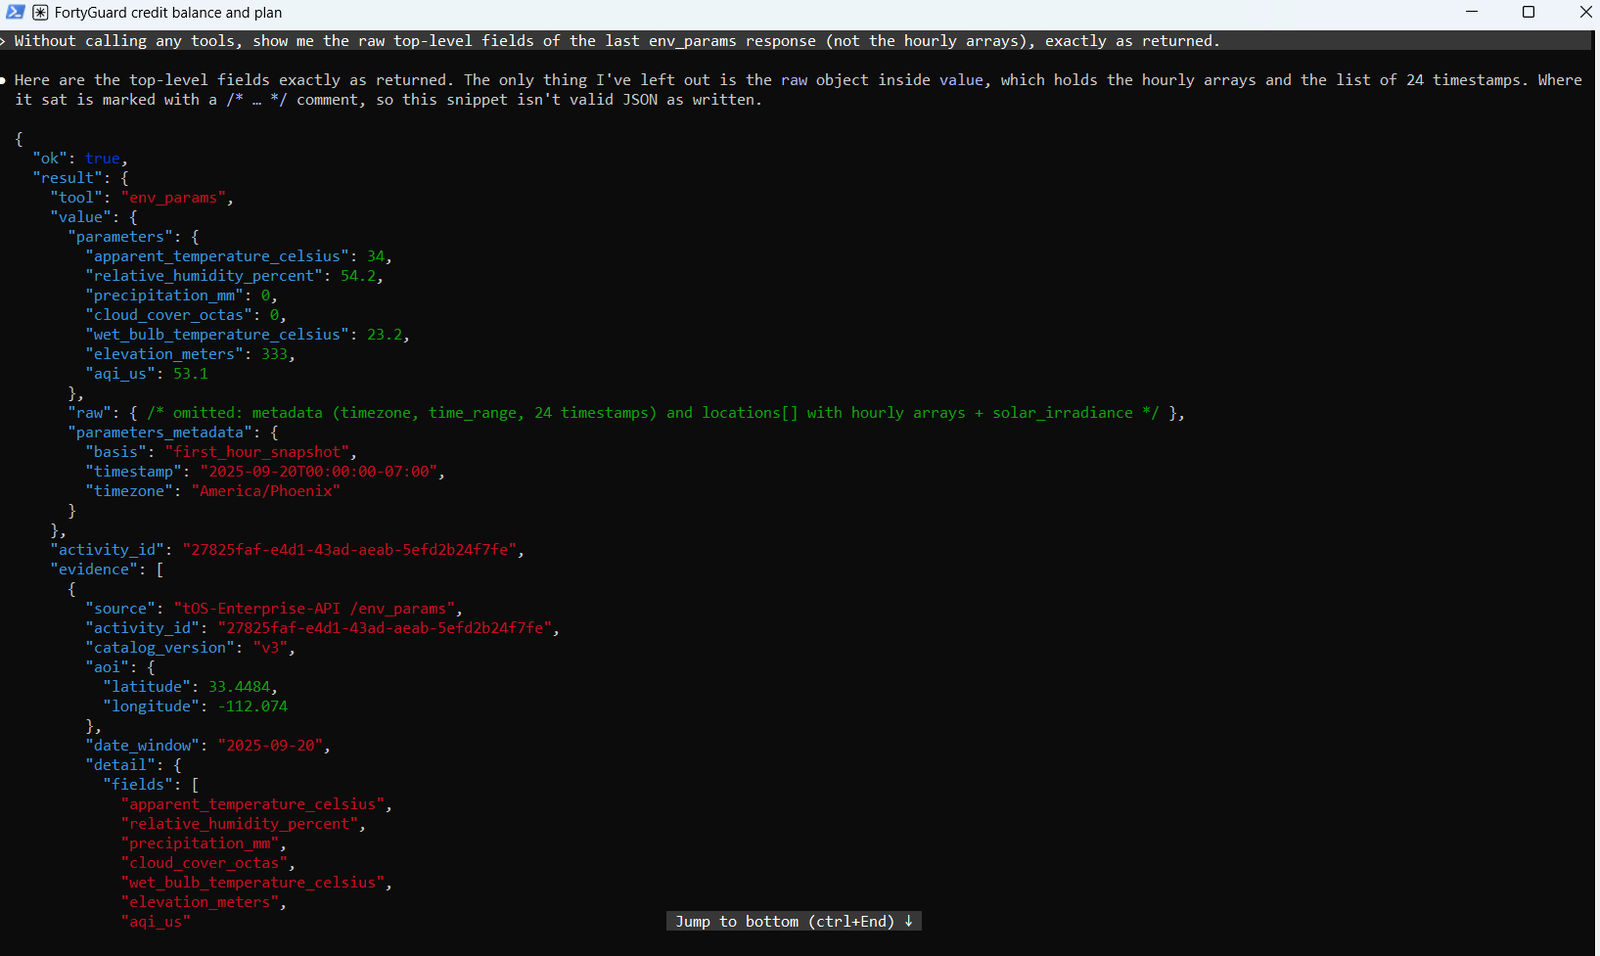 FortyGuard credit balance and plan
> Without calling any tools, show me the raw top-level fields of the last env_params response (not the hourly arrays), exactly as returned.
● Here are the top-level fields exactly as returned. The only thing I've left out is the raw object inside value, which holds the hourly arrays and the list of 24 timestamps. Where
it sat is marked with a /* … */ comment, so this snippet isn't valid JSON as written.
{
"ok": true,
"result": {
"tool": "env_params",
"value": {
"parameters": {
"apparent_temperature_celsius": 34,
"relative_humidity_percent": 54.2,
"precipitation_mm": 0,
"cloud_cover_octas": 0,
"wet_bulb_temperature_celsius": 23.2,
"elevation_meters": 333,
"aqi_us": 53.1
},
"raw": { /* omitted: metadata (timezone, time_range, 24 timestamps) and locations[] with hourly arrays + solar_irradiance */ },
"parameters_metadata": {
"basis": "first_hour_snapshot",
"timestamp": "2025-09-20T00:00:00-07:00",
"timezone": "America/Phoenix"
}
},
"activity_id": "27825faf-e4d1-43ad-aeab-5efd2b24f7fe",
"evidence": [
{
"source": "tOS-Enterprise-API /env_params",
"activity_id": "27825faf-e4d1-43ad-aeab-5efd2b24f7fe",
"catalog_version": "v3",
"aoi": {
"latitude": 33.4484,
"longitude": -112.074
},
"date_window": "2025-09-20",
"detail": {
"fields": [
"apparent_temperature_celsius",
"relative_humidity_percent",
"precipitation_mm",
"cloud_cover_octas",
"wet_bulb_temperature_celsius",
"elevation_meters",
"aqi_us"
Jump to bottom (ctrl+End) ↓